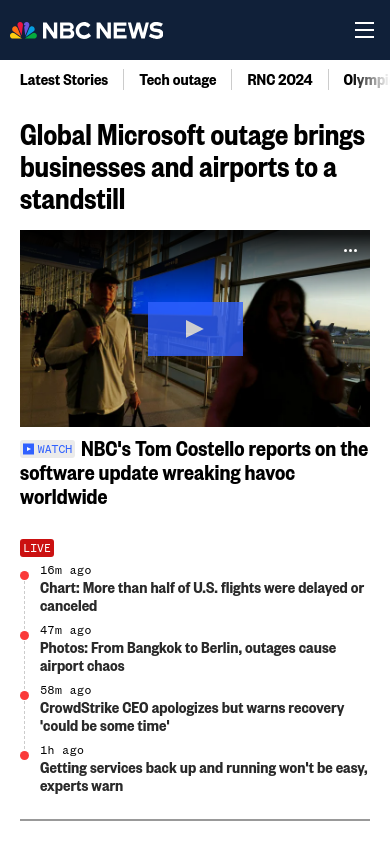 NBC NEWS
Latest Stories
Tech outage
RNC 2024
Olympi
Global Microsoft outage brings
businesses and airports to a
standstill
WATCH NBC's Tom Costello reports on the
software update wreaking havoc
worldwide
LIVE
16m ago
Chart: More than half of U.S. flights were delayed or
canceled
47m ago
Photos: From Bangkok to Berlin, outages cause
airport chaos
58m ago
CrowdStrike CEO apologizes but warns recovery
'could be some time'
1h ago
Getting services back up and running won't be easy,
experts warn